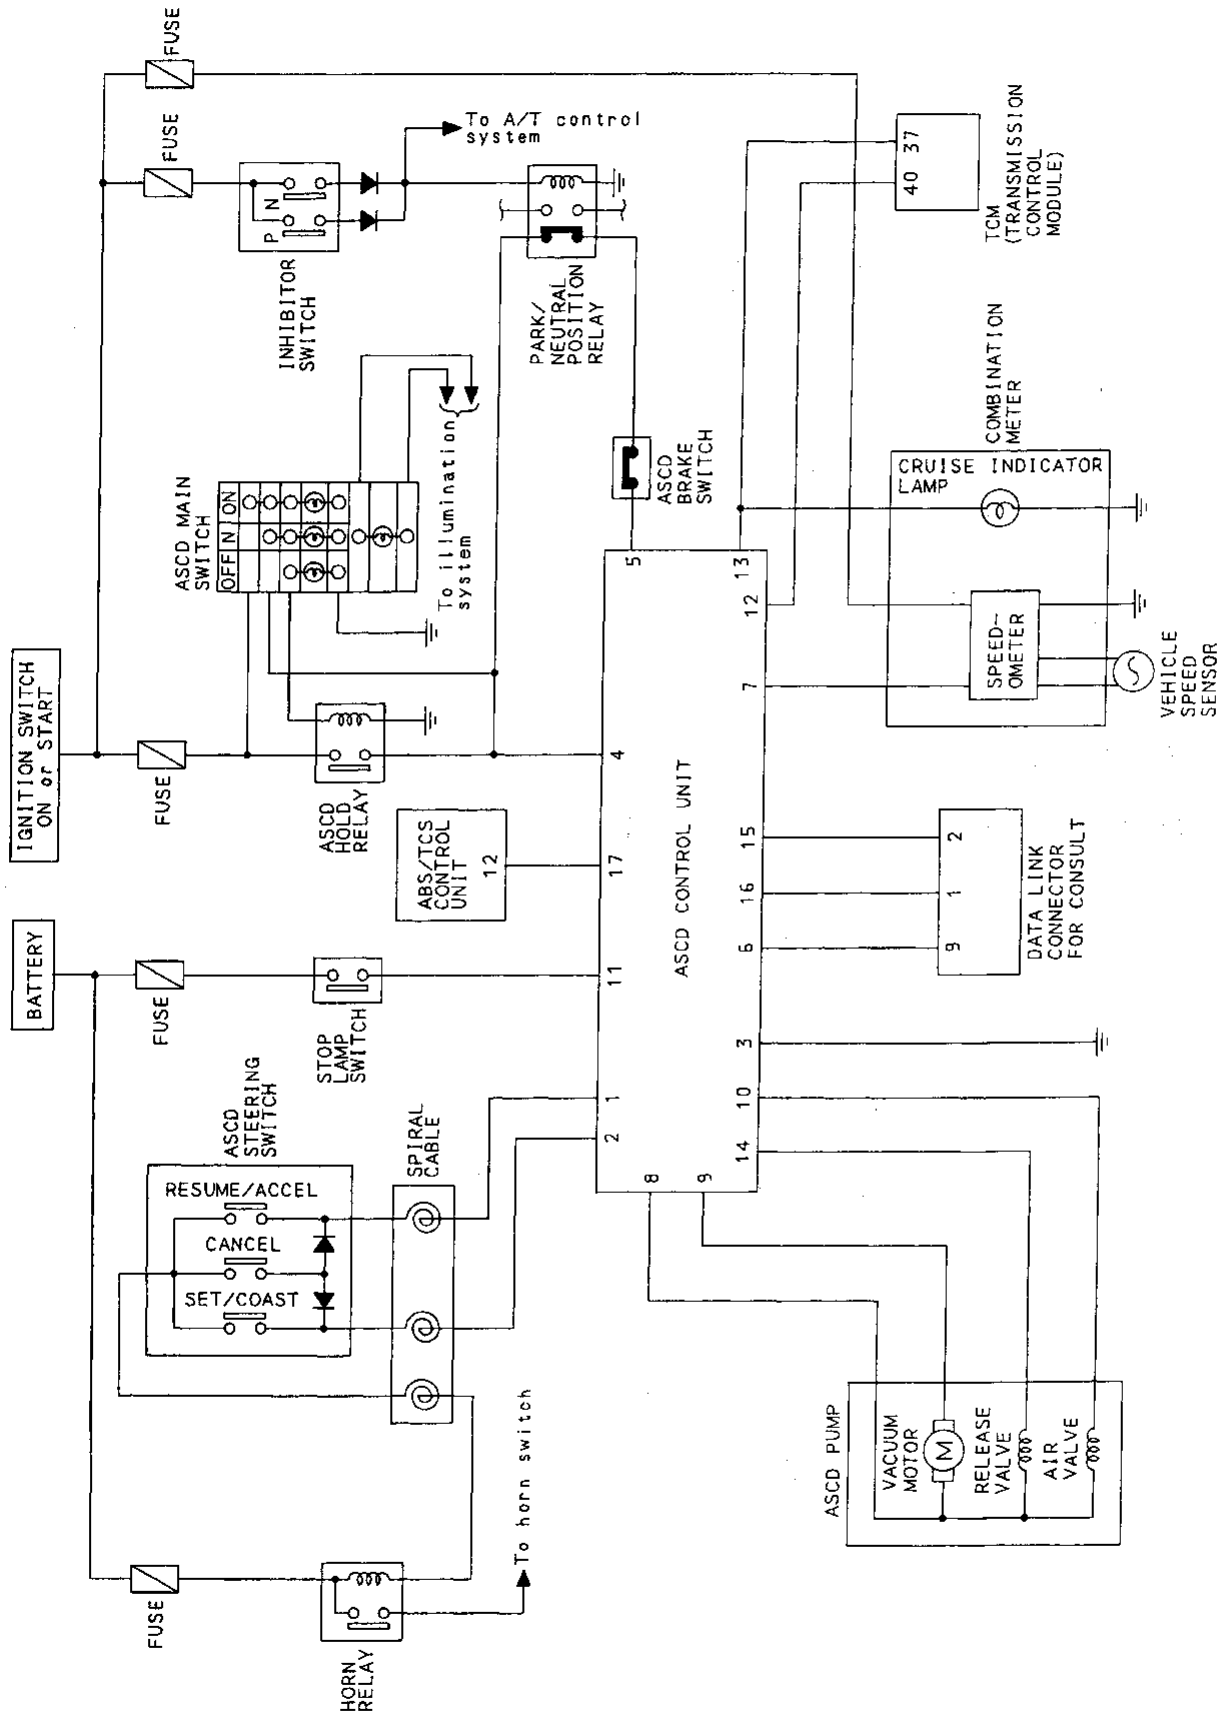 BATTERY
IGNITION SWITCH
ON or START
FUSE
FUSE
FUSE
FUSE
FUSE
HORN
RELAY
To horn switch
ASCD
STEERING
SWITCH
RESUME/ACCEL
CANCEL
SET/COAST
SPIRAL
CABLE
STOP
LAMP
SWITCH
ABS/TCS
CONTROL
UNIT
12
ASCD
HOLD
RELAY
ASCD MAIN
SWITCH
OFF N ON
To illumination
system
INHIBITOR
SWITCH
P N
To A/T control
system
PARK/
NEUTRAL
POSITION
RELAY
ASCD
BRAKE
SWITCH
ASCD CONTROL UNIT
2 1 11 17 4 5
8
9
14 10 3 6 16 15 7 12 13
ASCD PUMP
VACUUM
MOTOR
M
RELEASE
VALVE
AIR
VALVE
9 1 2
DATA LINK
CONNECTOR
FOR CONSULT
COMBINATION
METER
CRUISE INDICATOR
LAMP
SPEED-
OMETER
VEHICLE
SPEED
SENSOR
40 37
TCM
(TRANSMISSION
CONTROL
MODULE)